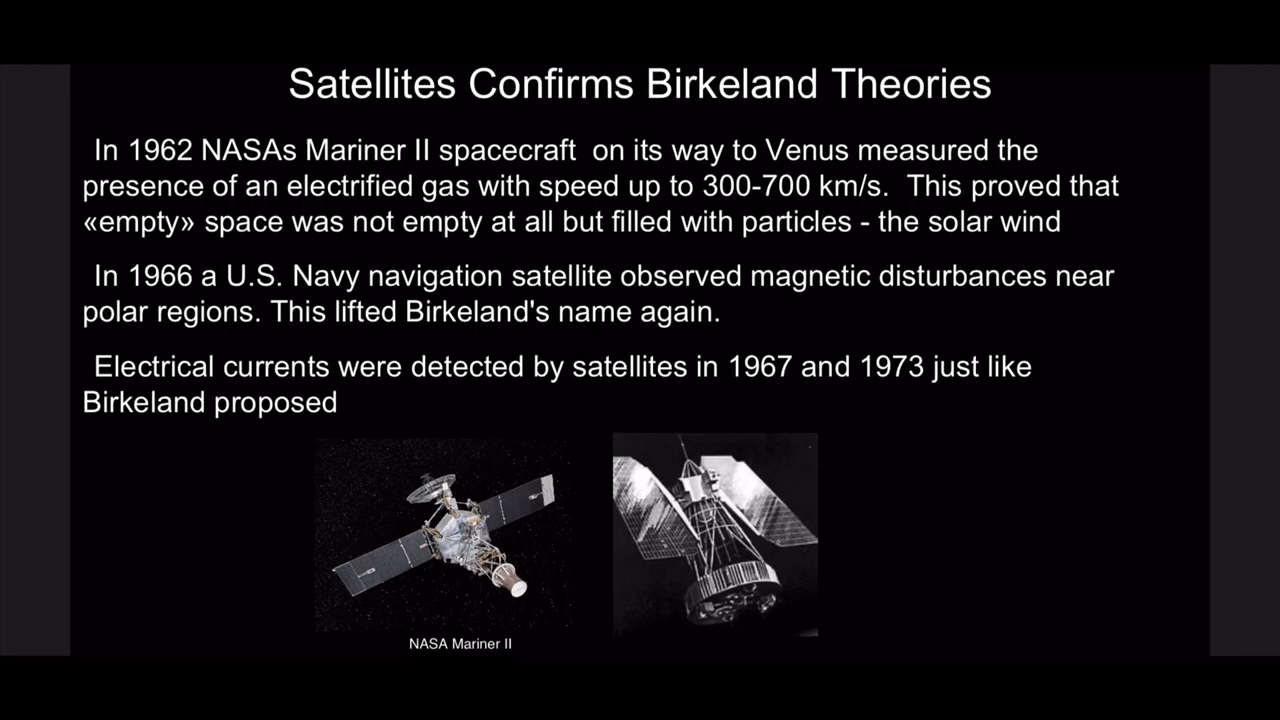 Satellites Confirms Birkeland Theories
In 1962 NASAs Mariner II spacecraft on its way to Venus measured the
presence of an electrified gas with speed up to 300-700 km/s. This proved that
«empty» space was not empty at all but filled with particles - the solar wind
In 1966 a U.S. Navy navigation satellite observed magnetic disturbances near
polar regions. This lifted Birkeland's name again.
Electrical currents were detected by satellites in 1967 and 1973 just like
Birkeland proposed
NASA Mariner II